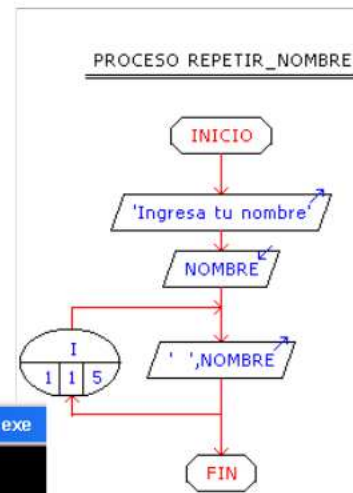 PROCESO REPETIR_NOMBRE
INICIO
'Ingresa tu nombre'
NOMBRE
I
1 1 5
' ',NOMBRE
exe
FIN